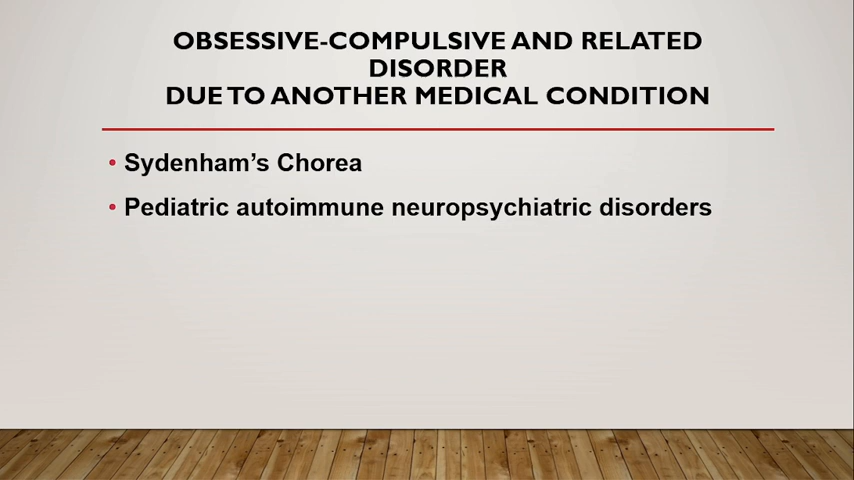 OBSESSIVE-COMPULSIVE AND RELATED
DISORDER
DUE TO ANOTHER MEDICAL CONDITION
• Sydenham’s Chorea
• Pediatric autoimmune neuropsychiatric disorders